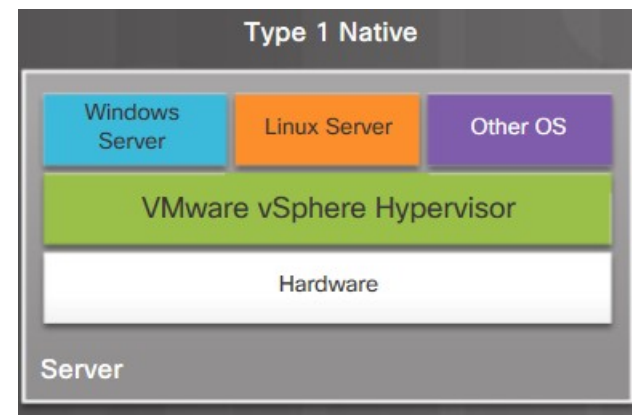 Type 1 Native
Windows
Server
Linux Server
Other OS
VMware vSphere Hypervisor
Hardware
Server